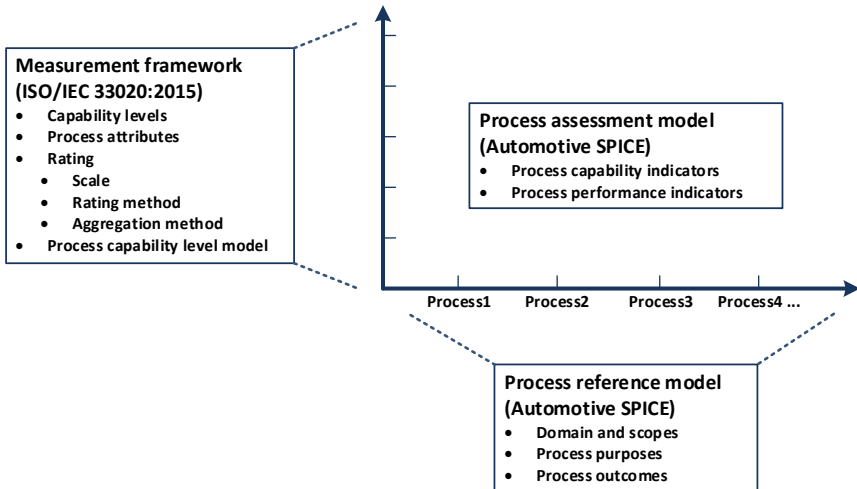 Measurement framework
(ISO/IEC 33020:2015)
• Capability levels
• Process attributes
• Rating
• Scale
• Rating method
• Aggregation method
• Process capability level model
Process assessment model
(Automotive SPICE)
• Process capability indicators
• Process performance indicators
Process1 Process2 Process3 Process4 ...
Process reference model
(Automotive SPICE)
• Domain and scopes
• Process purposes
• Process outcomes